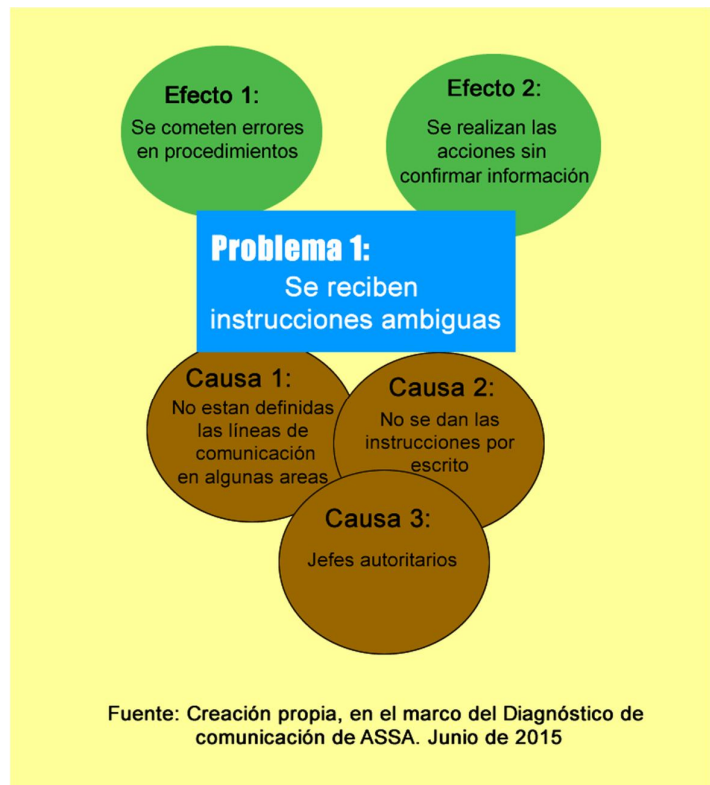 Efecto 1:
Se cometen errores
en procedimientos
Efecto 2:
Se realizan las
acciones sin
confirmar información
Problema 1:
Se reciben
instrucciones ambiguas
Causa 1:
No estan definidas
las líneas de
comunicación
en algunas areas
Causa 2:
No se dan las
instrucciones por
escrito
Causa 3:
Jefes autoritarios
Fuente: Creación propia, en el marco del Diagnóstico de
comunicación de ASSA. Junio de 2015